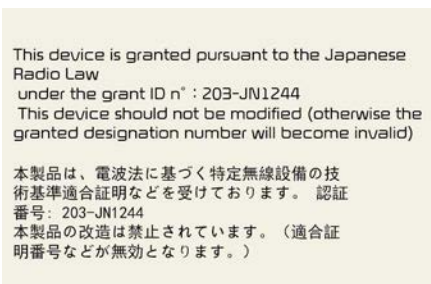 This device is granted pursuant to the Japanese
Radio Law
under the grant ID n°：203-JN1244
This device should not be modified (otherwise the
granted designation number will become invalid)
本製品は、電波法に基づく特定無線設備の技
術基準適合証明などを受けております。 認証
番号: 203-JN1244
本製品の改造は禁止されています。（適合証
明番号などが無効となります。）